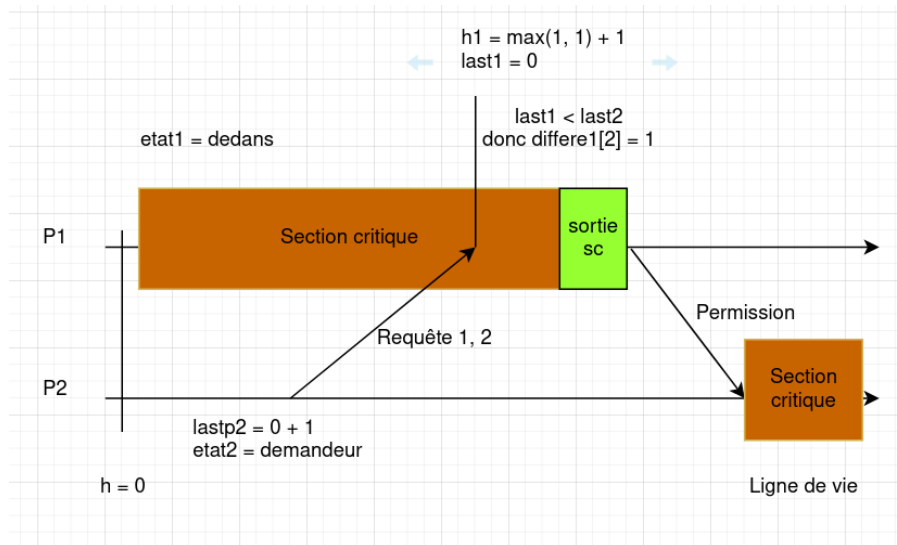 h1 = max(1, 1) + 1
last1 = 0
last1 < last2
donc differe1[2] = 1
etat1 = dedans
P1
Section critique
sortie
sc
Requête 1, 2
Permission
P2
Section
critique
lastp2 = 0 + 1
etat2 = demandeur
h = 0
Ligne de vie